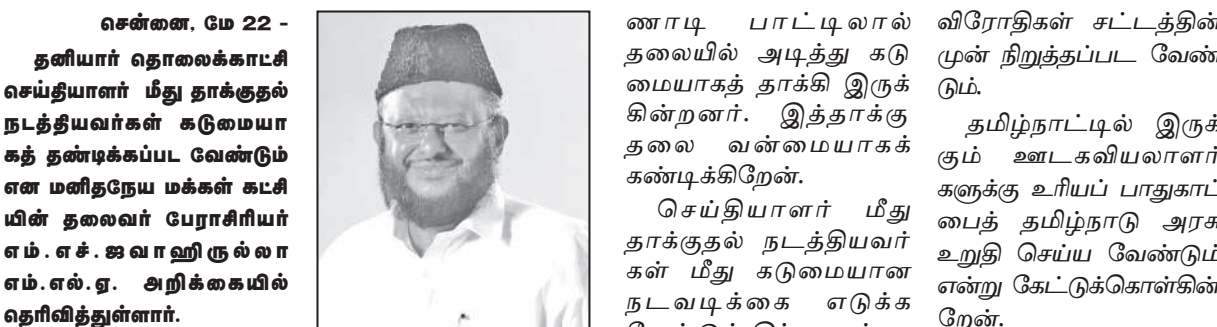 சென்னை, மே 22 -
தனியார் தொலைக்காட்சி
செய்தியாளர் மீது தாக்குதல்
நடத்தியவர்கள் கடுமையா
கத் தண்டிக்கப்பட வேண்டும்
என மனிதநேய மக்கள் கட்சி
யின் தலைவர் பேராசிரியர்
எம்.எச்.ஜவாஹிருல்லா
எம்.எல்.ஏ. அறிக்கையில்
தெரிவித்துள்ளார்.
ணாடி பாட்டிலால்
தலையில் அடித்து கடு
மையாகத் தாக்கி இருக்
கின்றனர். இத்தாக்கு
தலை வன்மையாகக்
கண்டிக்கிறேன்.
செய்தியாளர் மீது
தாக்குதல் நடத்தியவர்
கள் மீது கடுமையான
நடவடிக்கை எடுக்க
விரோதிகள் சட்டத்தின்
முன் நிறுத்தப்பட வேண்
டும்.
தமிழ்நாட்டில் இருக்
கும் ஊடகவியலாளர்
களுக்கு உரியப் பாதுகாட்
பைத் தமிழ்நாடு அரசு
உறுதி செய்ய வேண்டும்
என்று கேட்டுக்கொள்கின்
றேன்.